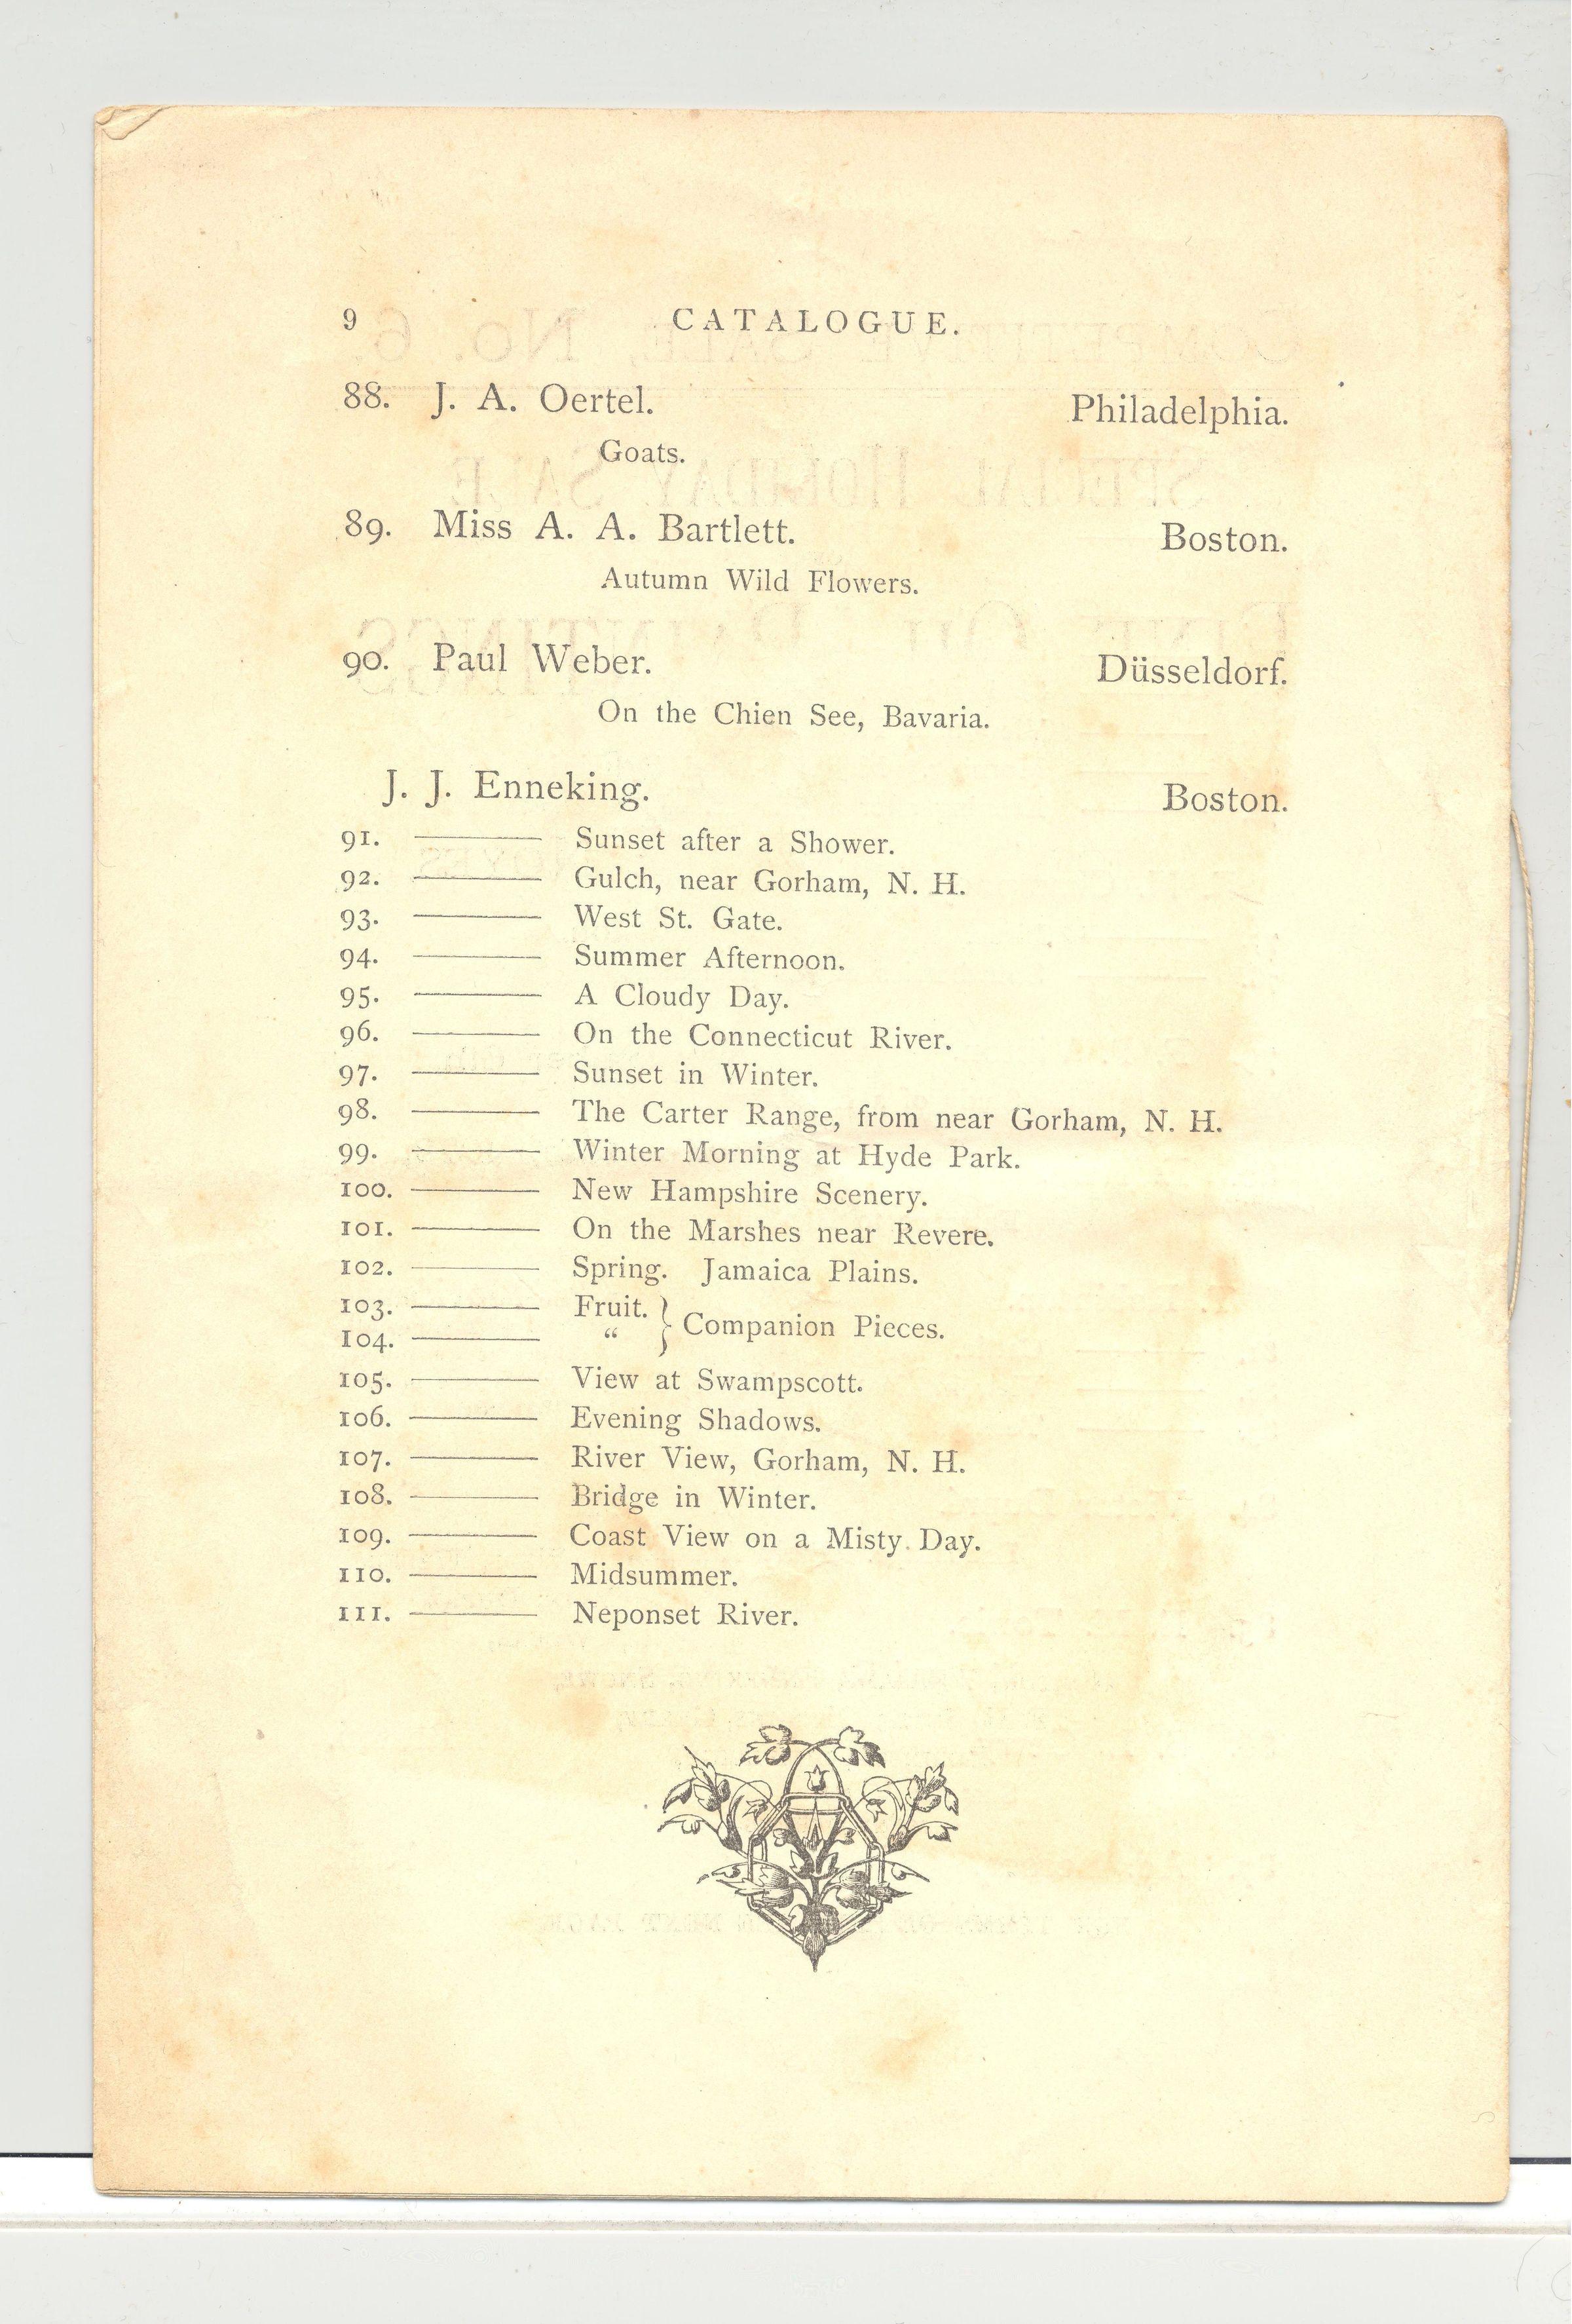 9 CATALOGUE.
88. J. A. Oertel. Philadelphia.
Goats.
89. Miss A. A. Bartlett. Boston.
Autumn Wild Flowers.
90. Paul Weber. Düsseldorf.
On the Chien See, Bavaria.
J. J. Enneking. Boston.
91. ——— Sunset after a Shower.
92. ——— Gulch, near Gorham, N. H.
93. ——— West St. Gate.
94. ——— Summer Afternoon.
95. ——— A Cloudy Day.
96. ——— On the Connecticut River.
97. ——— Sunset in Winter.
98. ——— The Carter Range, from near Gorham, N. H.
99. ——— Winter Morning at Hyde Park.
100. ——— New Hampshire Scenery.
101. ——— On the Marshes near Revere.
102. ——— Spring. Jamaica Plains.
103. ——— Fruit. } Companion Pieces.
104. ——— “
105. ——— View at Swampscott.
106. ——— Evening Shadows.
107. ——— River View, Gorham, N. H.
108. ——— Bridge in Winter.
109. ——— Coast View on a Misty Day.
110. ——— Midsummer.
111. ——— Neponset River.